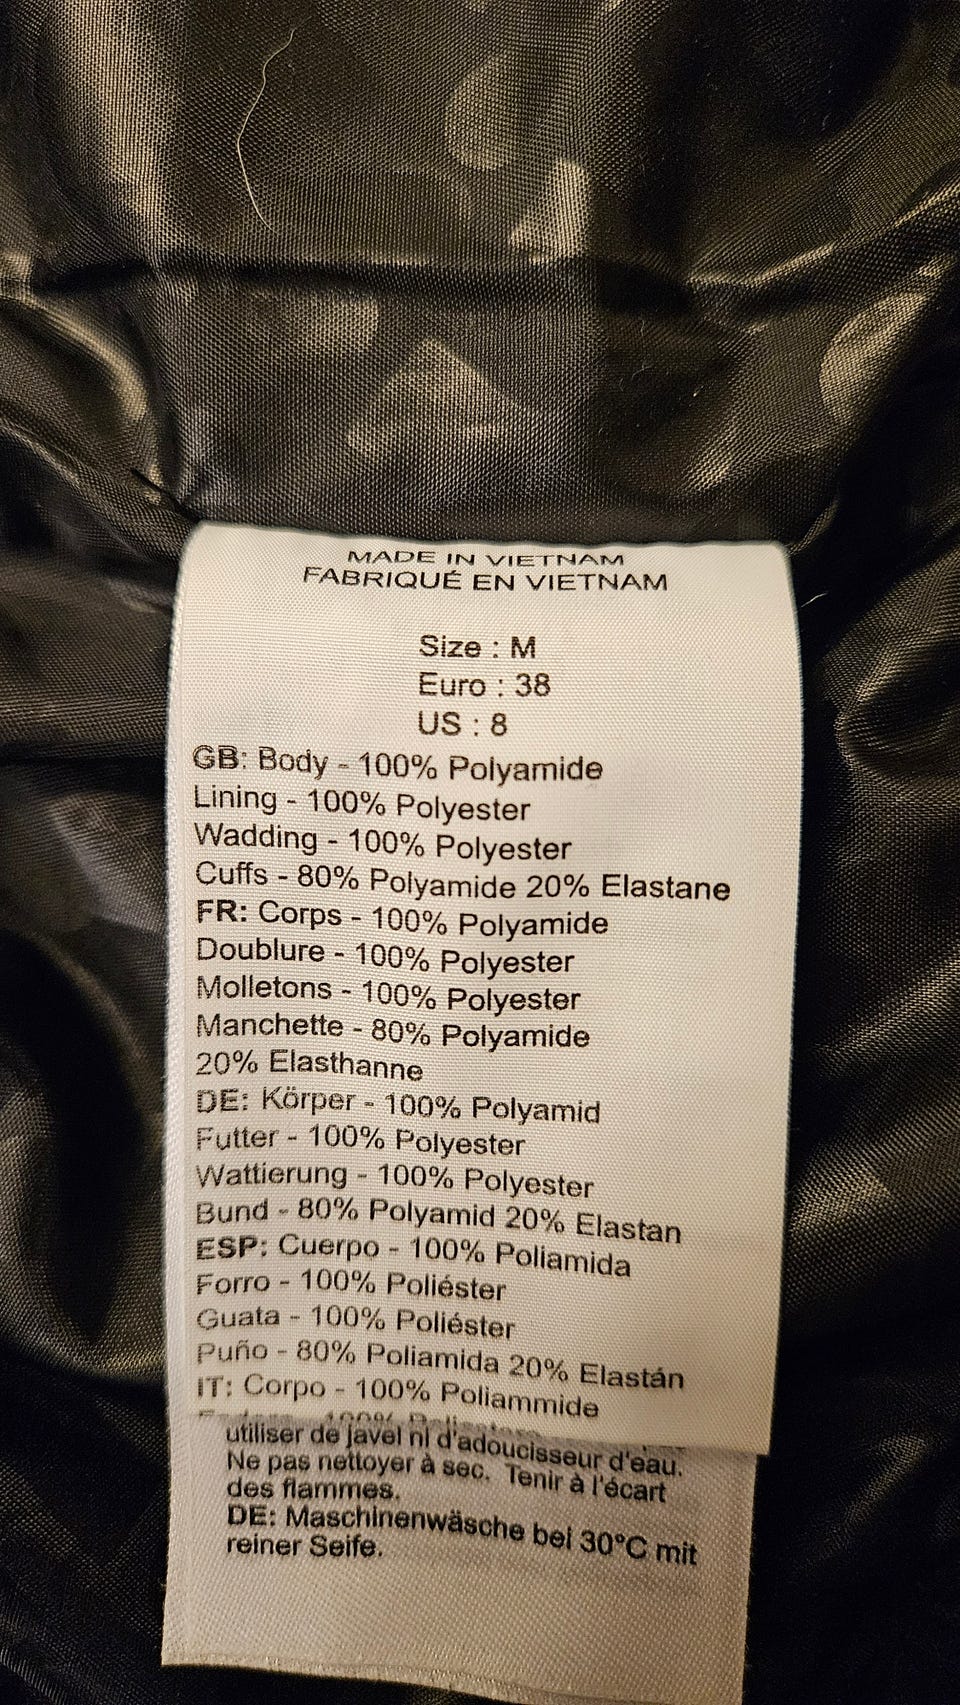 MADE IN VIETNAM
FABRIQUÉ EN VIETNAM
Size : M
Euro : 38
US : 8
GB: Body - 100% Polyamide
Lining - 100% Polyester
Wadding - 100% Polyester
Cuffs - 80% Polyamide 20% Elastane
FR: Corps - 100% Polyamide
Doublure - 100% Polyester
Molletons - 100% Polyester
Manchette - 80% Polyamide
20% Elasthanne
DE: Körper - 100% Polyamid
Futter - 100% Polyester
Wattierung - 100% Polyester
Bund - 80% Polyamid 20% Elastan
ESP: Cuerpo - 100% Poliamida
Forro - 100% Poliéster
Guata - 100% Poliéster
Puño - 80% Poliamida 20% Elastán
IT: Corpo - 100% Poliammide
100%
utiliser de javel ni d'adoucisseur d'eau.
Ne pas nettoyer à sec. Tenir à l'écart
des flammes.
DE: Maschinenwäsche bei 30°C mit
reiner Seife.